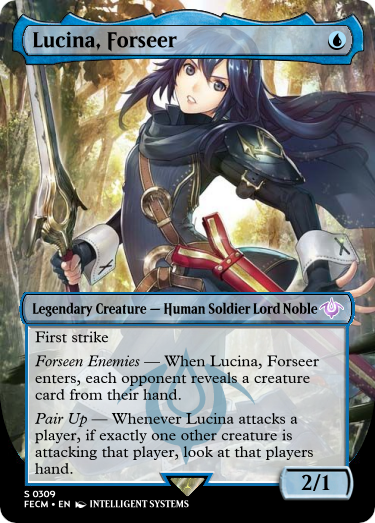 Lucina, Forseer
Legendary Creature — Human Soldier Lord Noble
First strike
Forseen Enemies — When Lucina, Forseer
enters, each opponent reveals a creature
card from their hand.
Pair Up — Whenever Lucina attacks a
player, if exactly one other creature is
attacking that player, look at that players
hand.
2/1
S 0309
FECM • EN INTELLIGENT SYSTEMS